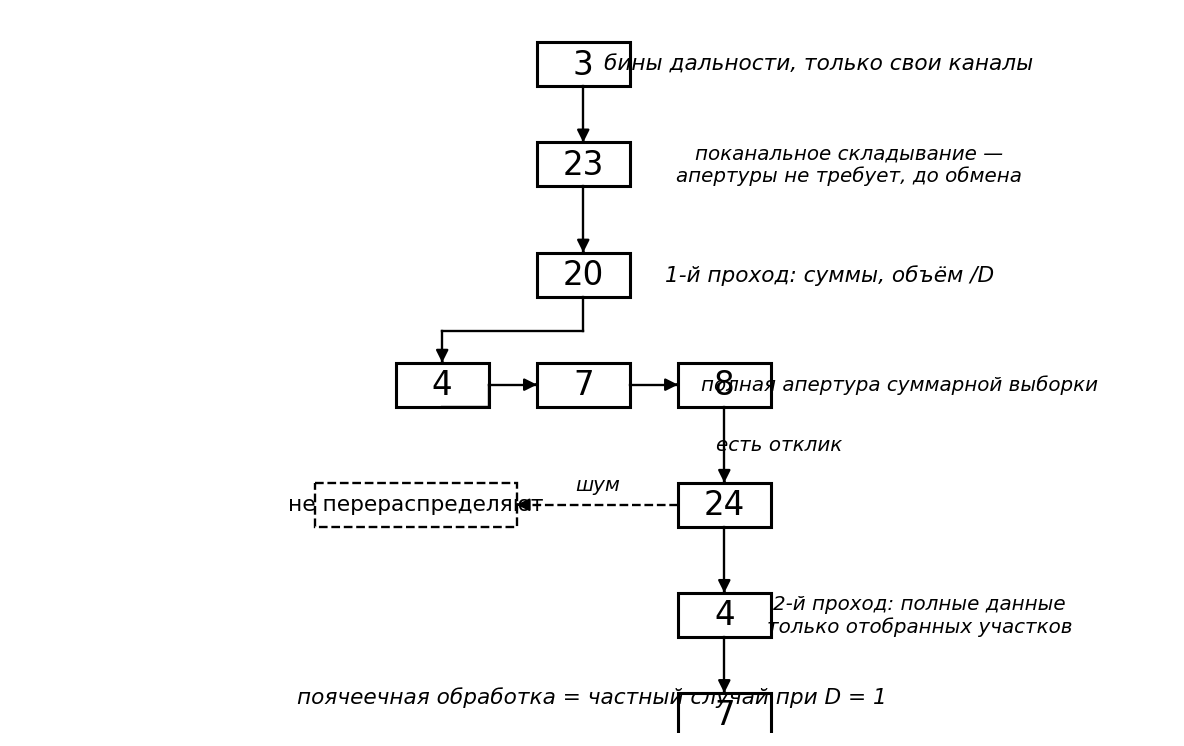 3
бины дальности, только свои каналы
23
поканальное складывание —
апертуры не требует, до обмена
20
1-й проход: суммы, объём /D
4
7
8
полная апертура суммарной выборки
есть отклик
не перераспределяют
шум
24
4
2-й проход: полные данные
только отобранных участков
поячеечная обработка = частный случай при D = 1
7